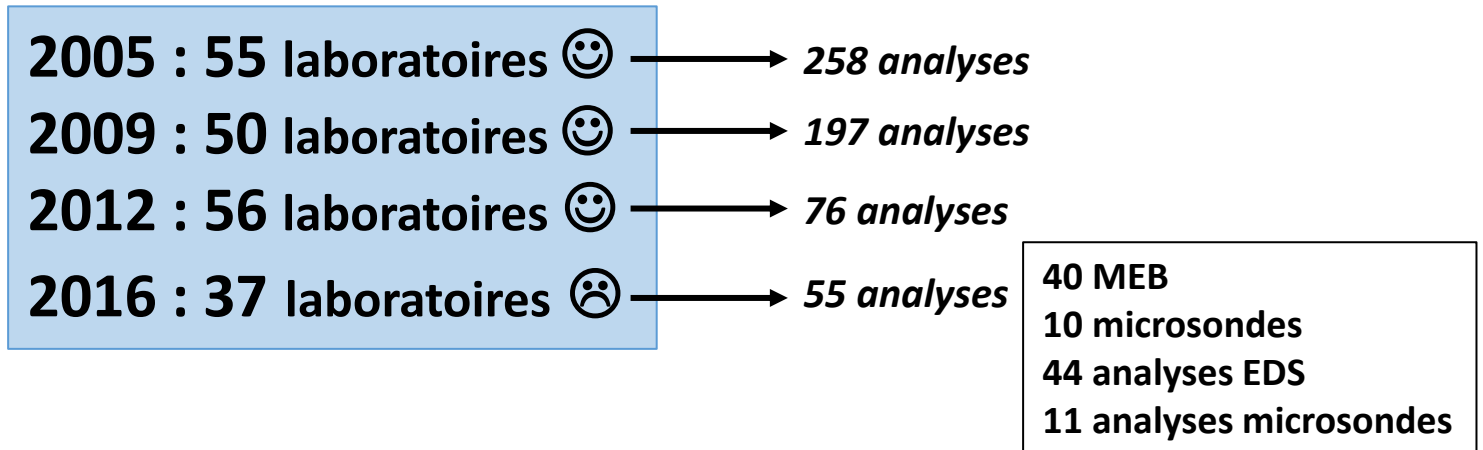 2005 : 55 laboratoires ☺ → 258 analyses
2009 : 50 laboratoires ☺ → 197 analyses
2012 : 56 laboratoires ☺ → 76 analyses
2016 : 37 laboratoires ☹ → 55 analyses
40 MEB
10 microsondes
44 analyses EDS
11 analyses microsondes